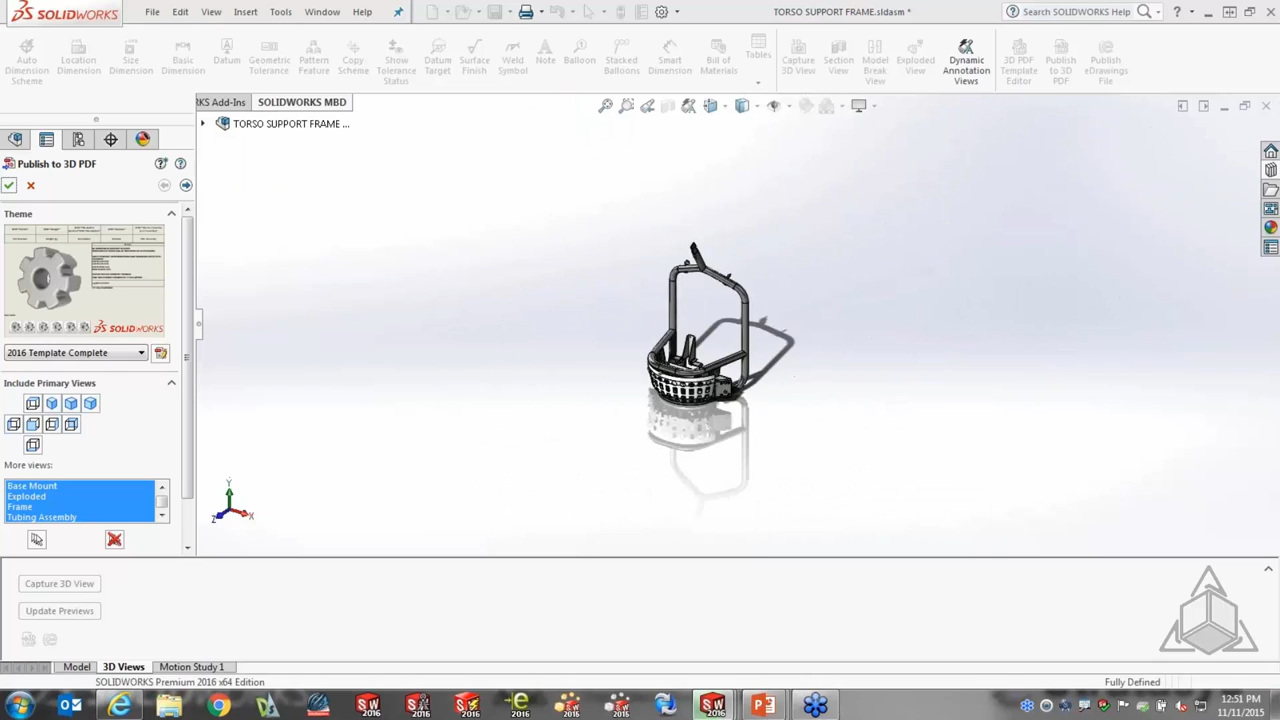 SOLIDWORKS
File Edit View Insert Tools Window Help
TORSO SUPPORT FRAME.sldasm *
Search SOLIDWORKS Help
Auto Dimension Scheme
Location Dimension
Size Dimension
Basic Dimension
Datum
Geometric Tolerance
Pattern Feature
Copy Scheme
Show Tolerance Status
Datum Target
Surface Finish
Weld Symbol
Note
Balloon
Stacked Balloons
Smart Dimension
Bill of Materials
Tables
Capture 3D View
Section View
Model Break View
Exploded View
Dynamic Annotation Views
3D PDF Template Editor
Publish to 3D PDF
Publish eDrawings File
RKS Add-Ins
SOLIDWORKS MBD
TORSO SUPPORT FRAME ...
Publish to 3D PDF
Theme
SOLIDWORKS
2016 Template Complete
Include Primary Views
More views:
Base Mount
Exploded
Frame
Tubing Assembly
Y
Z
X
Capture 3D View
Update Previews
Model
3D Views
Motion Study 1
SOLIDWORKS Premium 2016 x64 Edition
Fully Defined
12:51 PM
11/11/2015